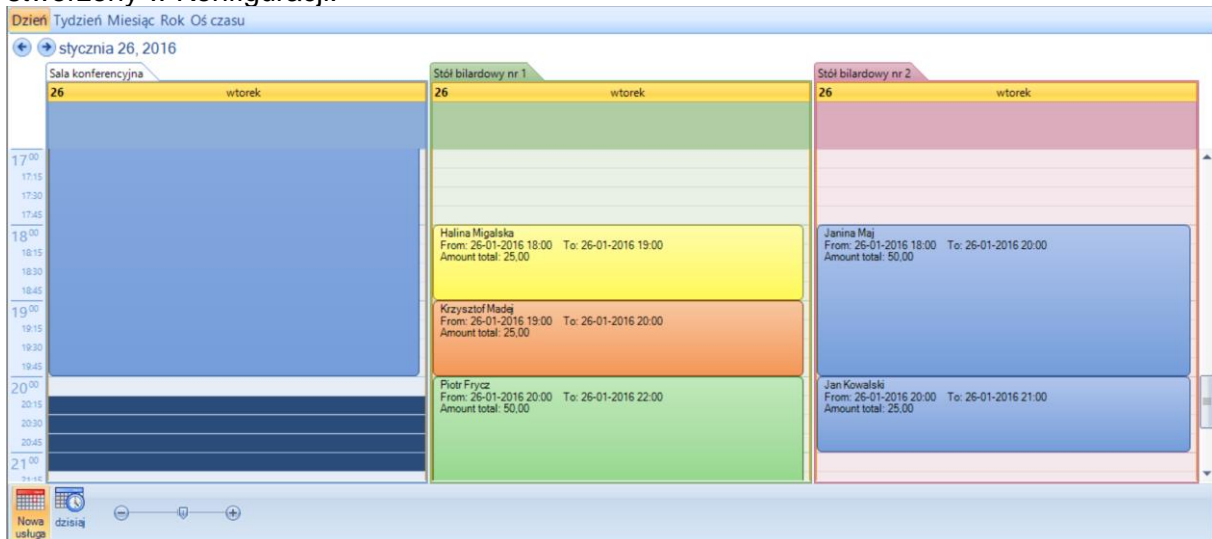 Dzień Tydzień Miesiąc Rok Oś czasu
stycznia 26, 2016
Sala konferencyjna
Stół bilardowy nr 1
Stół bilardowy nr 2
26 wtorek
26 wtorek
26 wtorek
17 00
17:15
17:30
17:45
18 00
18:15
18:30
18:45
19 00
19:15
19:30
19:45
20 00
20:15
20:30
20:45
21 00
Halina Migalska
From: 26-01-2016 18:00 To: 26-01-2016 19:00
Amount total: 25,00
Krzysztof Madej
From: 26-01-2016 19:00 To: 26-01-2016 20:00
Amount total: 25,00
Piotr Frycz
From: 26-01-2016 20:00 To: 26-01-2016 22:00
Amount total: 50,00
Janina Maj
From: 26-01-2016 18:00 To: 26-01-2016 20:00
Amount total: 50,00
Jan Kowalski
From: 26-01-2016 20:00 To: 26-01-2016 21:00
Amount total: 25,00
Nowa
usługa
dzisiaj